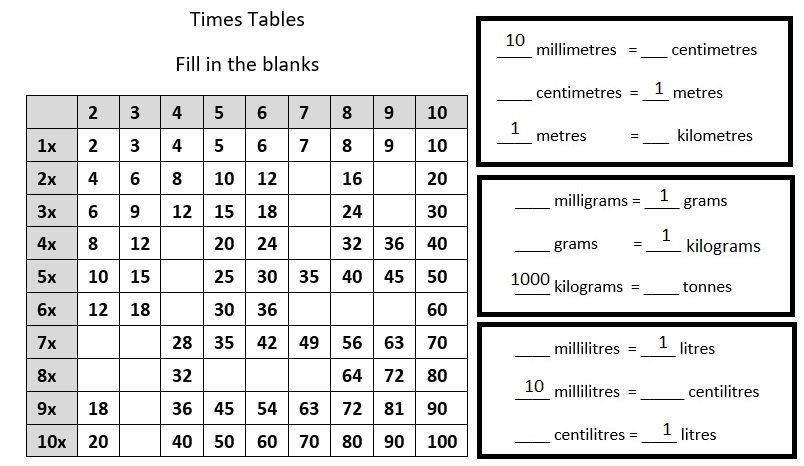 Times Tables
Fill in the blanks
2 3 4 5 6 7 8 9 10
1x 2 3 4 5 6 7 8 9 10
2x 4 6 8 10 12 16 20
3x 6 9 12 15 18 24 30
4x 8 12 20 24 32 36 40
5x 10 15 25 30 35 40 45 50
6x 12 18 30 36 60
7x 28 35 42 49 56 63 70
8x 32 64 72 80
9x 18 36 45 54 63 72 81 90
10x 20 40 50 60 70 80 90 100
10 millimetres = ___ centimetres
____ centimetres = 1 metres
1 metres = ___ kilometres
____ milligrams = 1 grams
____ grams = 1 kilograms
1000 kilograms = ____ tonnes
____ millilitres = 1 litres
10 millilitres = _____ centilitres
____ centilitres = 1 litres